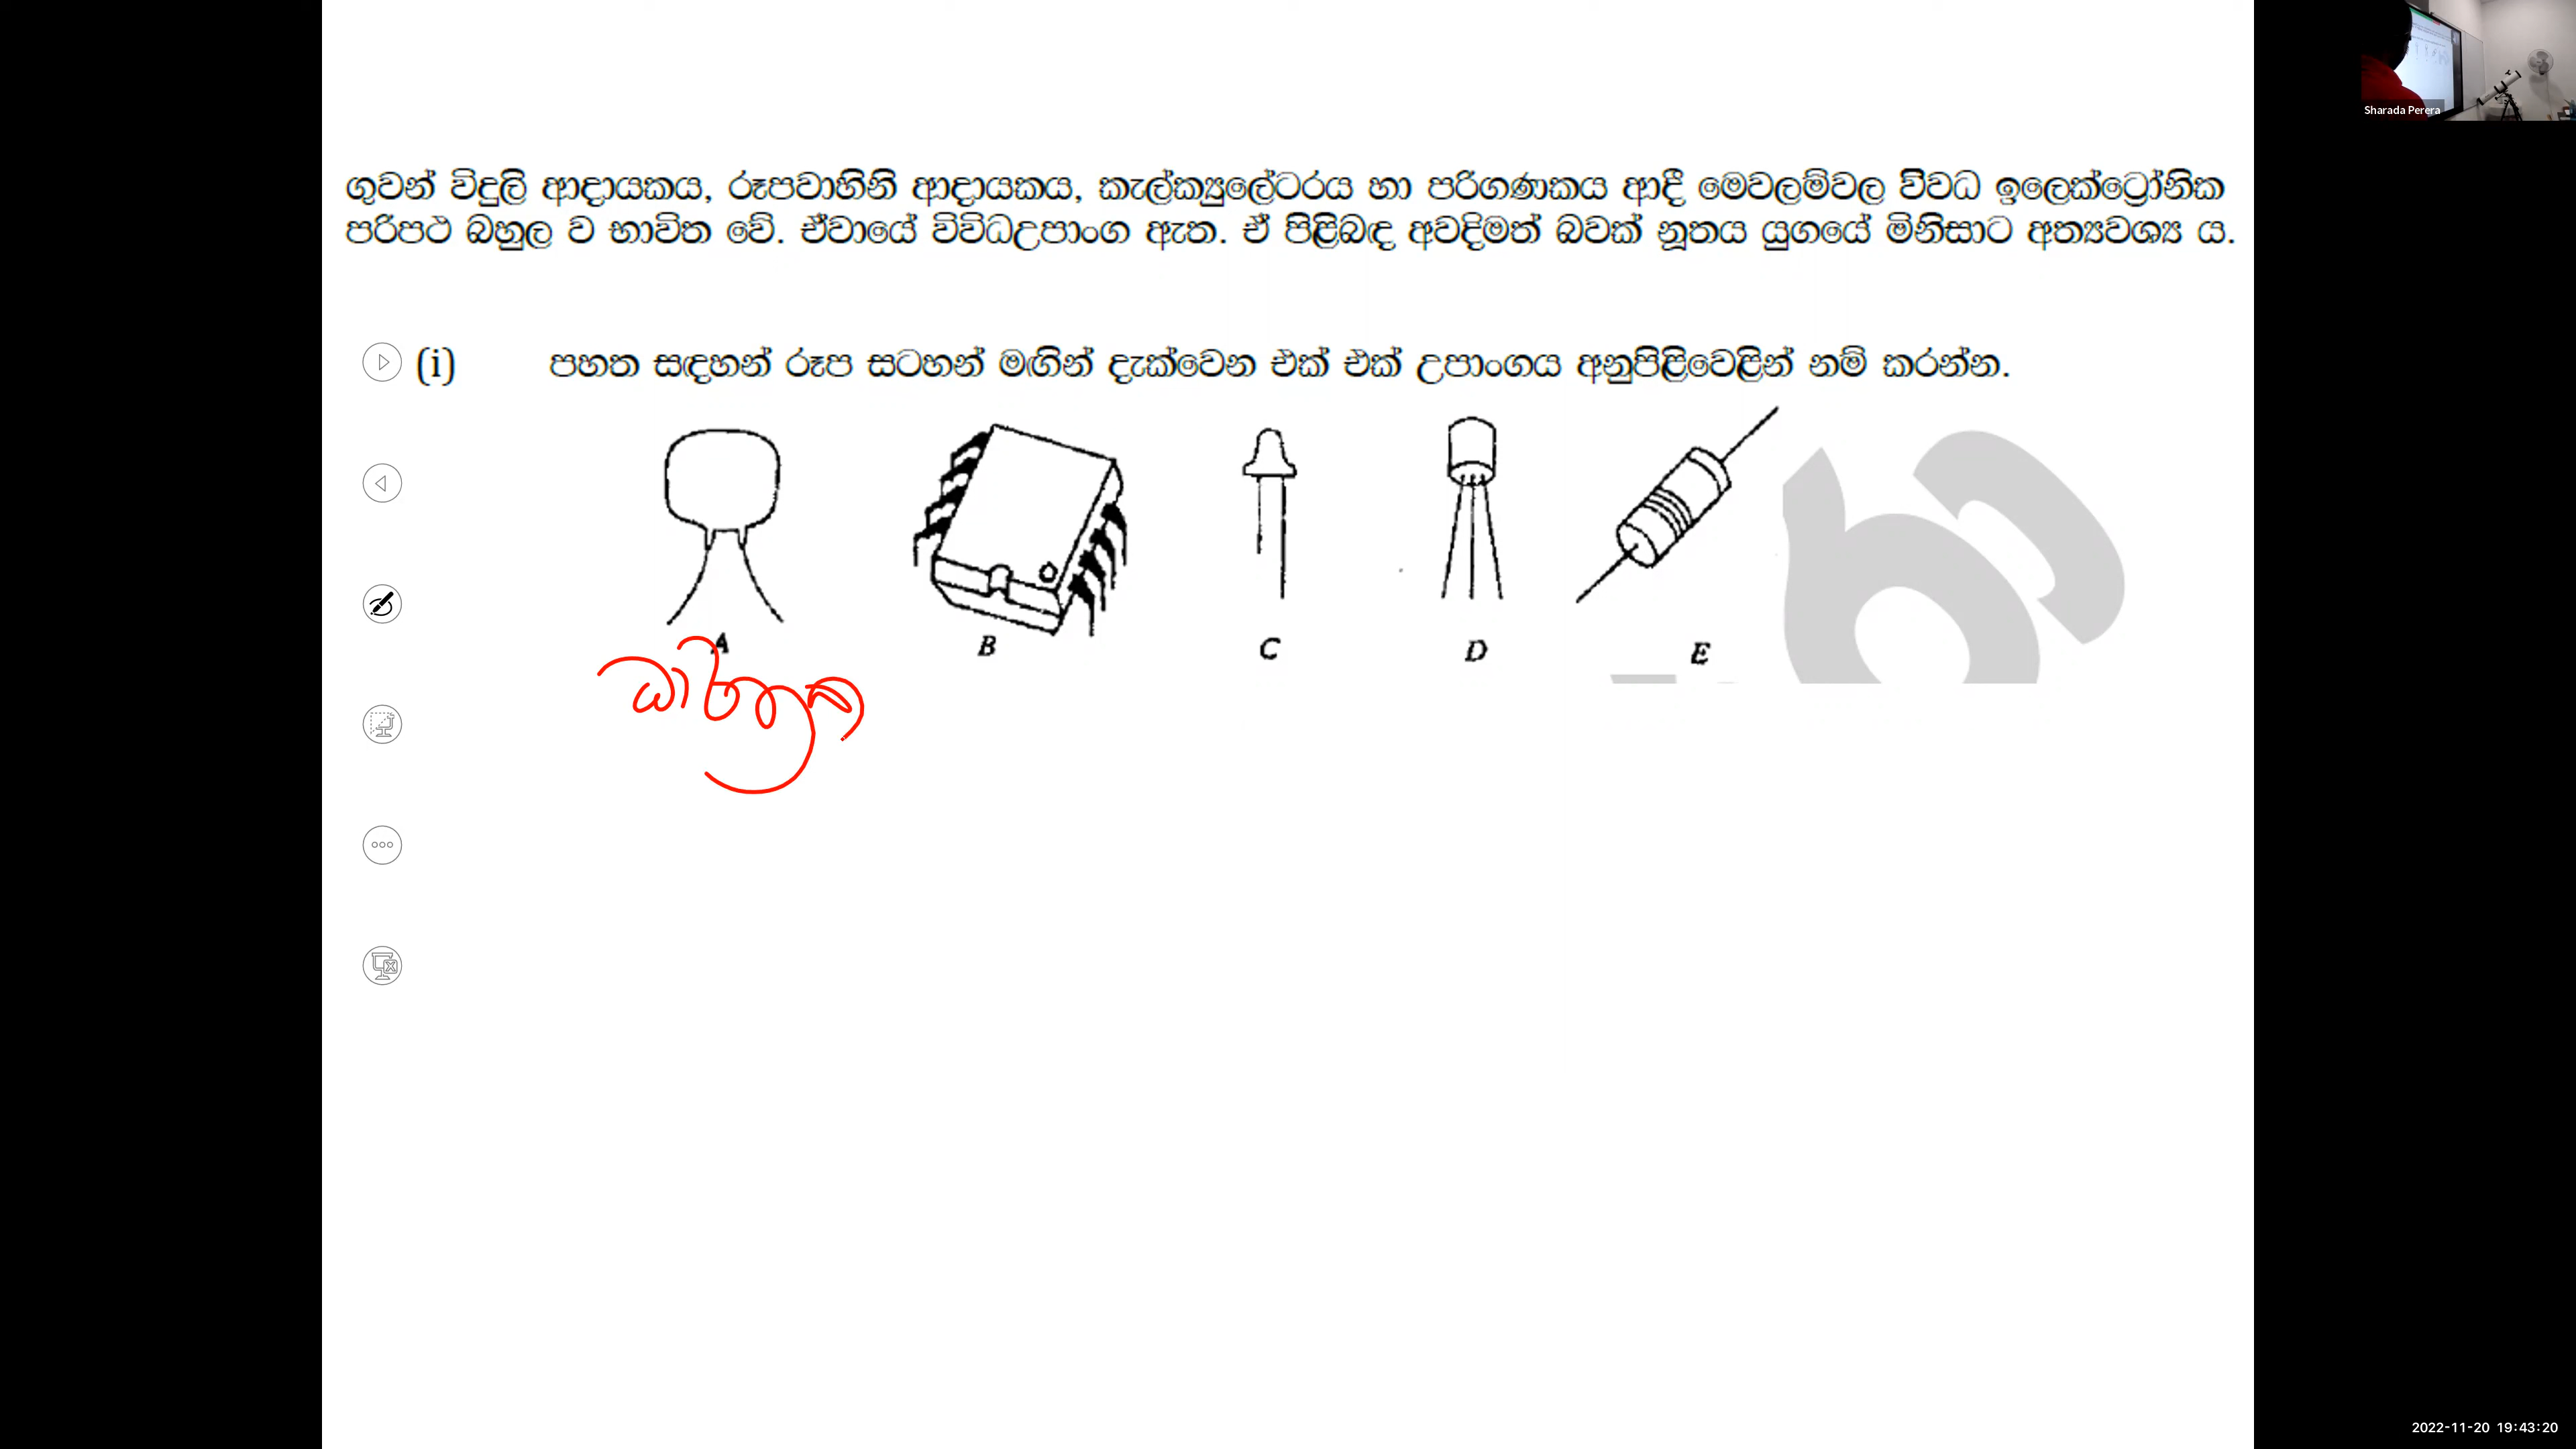 Sharada Perera
ගුවන් විදුලි ආදායකය, රූපවාහිනි ආදායකය, කැල්ක්‍යුලේටරය හා පරිගණකය ආදී මෙවලම්වල විවධ ඉලෙක්ට්‍රෝනික
පරිපථ බහුල ව භාවිත වේ. ඒවායේ විවිධඋපාංග ඇත. ඒ පිළිබඳ අවදිමත් බවක් නූතය යුගයේ මිනිසාට අත්‍යවශ්‍ය ය.
(i) පහත සඳහන් රූප සටහන් මඟින් දැක්වෙන එක් එක් උපාංගය අනුපිළිවෙළින් නම් කරන්න.
A B C D E
ධාරිත්‍රක
2022-11-20 19:43:20